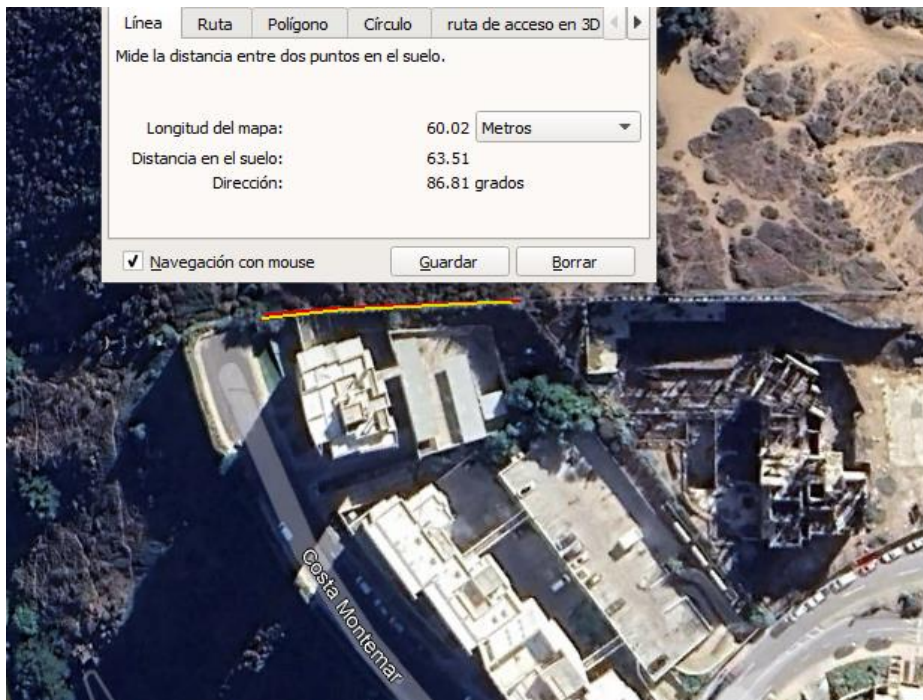 Línea Ruta Polígono Círculo ruta de acceso en 3D
Mide la distancia entre dos puntos en el suelo.
Longitud del mapa: 60.02 Metros
Distancia en el suelo: 63.51
Dirección: 86.81 grados
Navegación con mouse Guardar Borrar
Costa Montemar